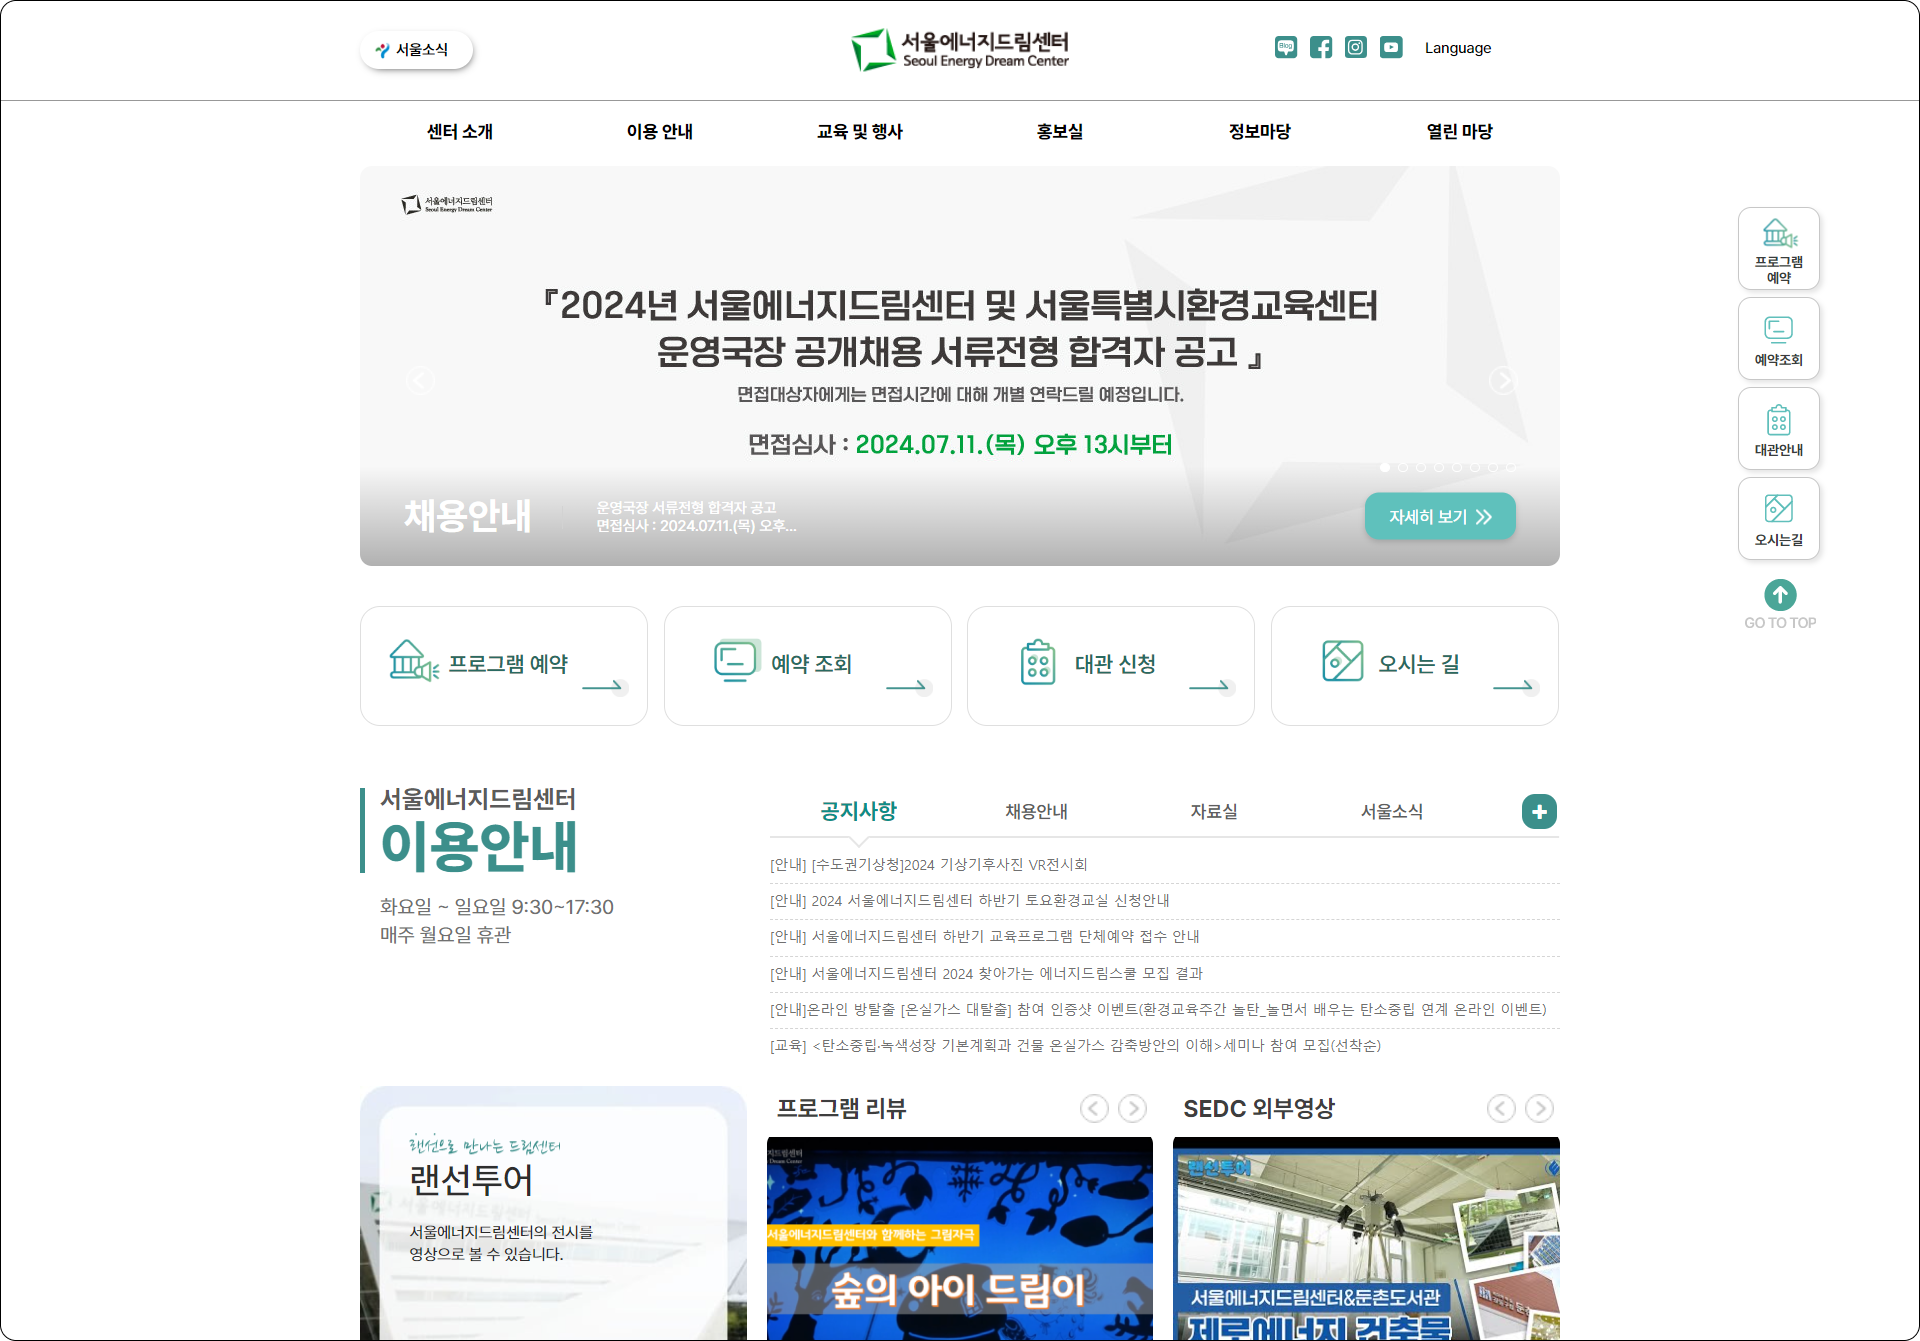 서울소식
서울에너지드림센터
Seoul Energy Dream Center
Blog
Language
센터 소개
이용 안내
교육 및 행사
홍보실
정보마당
열린 마당
서울에너지드림센터
Seoul Energy Dream Center
『2024년 서울에너지드림센터 및 서울특별시환경교육센터
운영국장 공개채용 서류전형 합격자 공고 』
면접대상자에게는 면접시간에 대해 개별 연락드릴 예정입니다.
면접심사 : 2024.07.11.(목) 오후 13시부터
채용안내
운영국장 서류전형 합격자 공고
면접심사 : 2024.07.11.(목) 오후...
자세히 보기
프로그램
예약
예약조회
대관안내
오시는길
GO TO TOP
프로그램 예약
예약 조회
대관 신청
오시는 길
서울에너지드림센터
이용안내
화요일 ~ 일요일 9:30~17:30
매주 월요일 휴관
공지사항
채용안내
자료실
서울소식
[안내] [수도권기상청]2024 기상기후사진 VR전시회
[안내] 2024 서울에너지드림센터 하반기 토요환경교실 신청안내
[안내] 서울에너지드림센터 하반기 교육프로그램 단체예약 접수 안내
[안내] 서울에너지드림센터 2024 찾아가는 에너지드림스쿨 모집 결과
[안내]온라인 방탈출 [온실가스 대탈출] 참여 인증샷 이벤트(환경교육주간 놀탄_놀면서 배우는 탄소중립 연계 온라인 이벤트)
[교육] <탄소중립·녹색성장 기본계획과 건물 온실가스 감축방안의 이해>세미나 참여 모집(선착순)
랜선으로 만나는 드림센터
랜선투어
서울에너지드림센터의 전시를
영상으로 볼 수 있습니다.
프로그램 리뷰
지드림센터
Dream Center
서울에너지드림센터와 함께하는 그림자극
숲의 아이 드림이
SEDC 외부영상
랜선투어
서울에너지드림센터&둔촌도서관
제로에너지 건축물